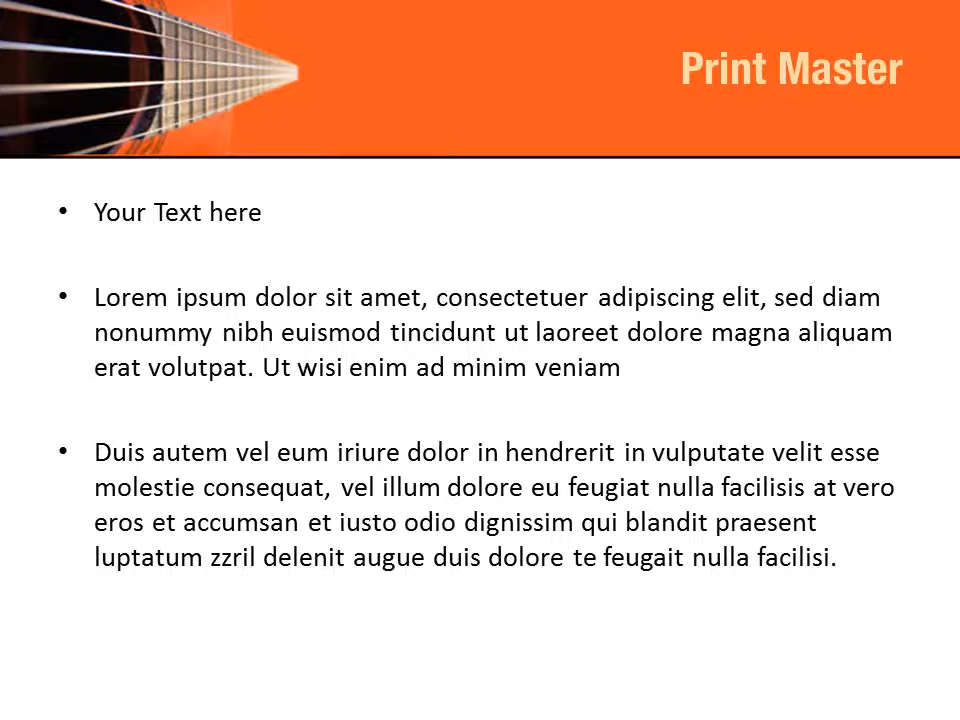 Print Master
• Your Text here
• Lorem ipsum dolor sit amet, consectetuer adipiscing elit, sed diam
nonummy nibh euismod tincidunt ut laoreet dolore magna aliquam
erat volutpat. Ut wisi enim ad minim veniam
• Duis autem vel eum iriure dolor in hendrerit in vulputate velit esse
molestie consequat, vel illum dolore eu feugiat nulla facilisis at vero
eros et accumsan et iusto odio dignissim qui blandit praesent
luptatum zzril delenit augue duis dolore te feugait nulla facilisi.